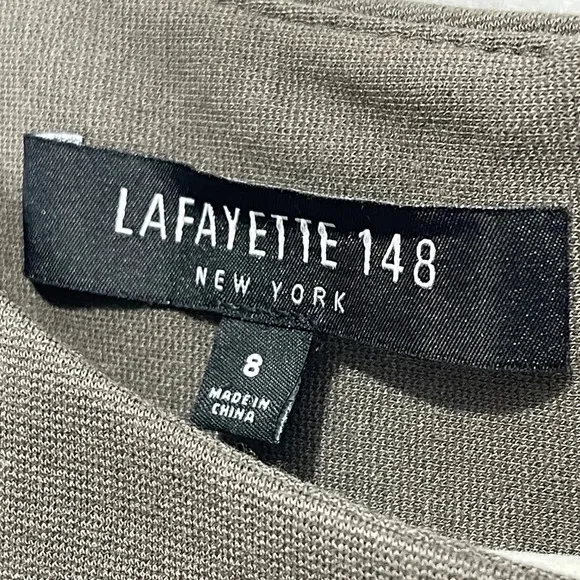 LAFAYETTE 148
NEW YORK
8
MADE IN
CHINA